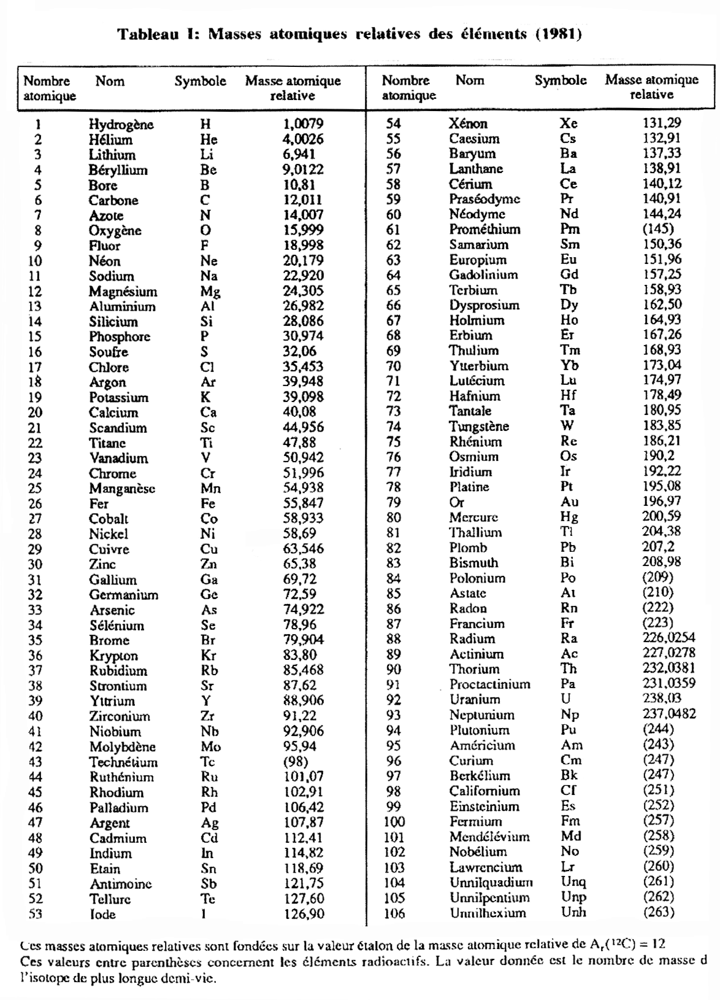 Tableau I: Masses atomiques relatives des éléments (1981)
Nombre atomique Nom Symbole Masse atomique relative
1 Hydrogène H 1,0079
2 Hélium He 4,0026
3 Lithium Li 6,941
4 Béryllium Be 9,0122
5 Bore B 10,81
6 Carbone C 12,011
7 Azote N 14,007
8 Oxygène O 15,999
9 Fluor F 18,998
10 Néon Ne 20,179
11 Sodium Na 22,920
12 Magnésium Mg 24,305
13 Aluminium Al 26,982
14 Silicium Si 28,086
15 Phosphore P 30,974
16 Soufre S 32,06
17 Chlore Cl 35,453
18 Argon Ar 39,948
19 Potassium K 39,098
20 Calcium Ca 40,08
21 Scandium Sc 44,956
22 Titane Ti 47,88
23 Vanadium V 50,942
24 Chrome Cr 51,996
25 Manganèse Mn 54,938
26 Fer Fe 55,847
27 Cobalt Co 58,933
28 Nickel Ni 58,69
29 Cuivre Cu 63,546
30 Zinc Zn 65,38
31 Gallium Ga 69,72
32 Germanium Ge 72,59
33 Arsenic As 74,922
34 Sélénium Se 78,96
35 Brome Br 79,904
36 Krypton Kr 83,80
37 Rubidium Rb 85,468
38 Strontium Sr 87,62
39 Yttrium Y 88,906
40 Zirconium Zr 91,22
41 Niobium Nb 92,906
42 Molybdène Mo 95,94
43 Technétium Tc (98)
44 Ruthénium Ru 101,07
45 Rhodium Rh 102,91
46 Palladium Pd 106,42
47 Argent Ag 107,87
48 Cadmium Cd 112,41
49 Indium In 114,82
50 Etain Sn 118,69
51 Antimoine Sb 121,75
52 Tellure Te 127,60
53 Iode I 126,90
Nombre atomique Nom Symbole Masse atomique relative
54 Xénon Xe 131,29
55 Caesium Cs 132,91
56 Baryum Ba 137,33
57 Lanthane La 138,91
58 Cérium Ce 140,12
59 Praséodyme Pr 140,91
60 Néodyme Nd 144,24
61 Prométhium Pm (145)
62 Samarium Sm 150,36
63 Europium Eu 151,96
64 Gadolinium Gd 157,25
65 Terbium Tb 158,93
66 Dysprosium Dy 162,50
67 Holmium Ho 164,93
68 Erbium Er 167,26
69 Thulium Tm 168,93
70 Ytterbium Yb 173,04
71 Lutécium Lu 174,97
72 Hafnium Hf 178,49
73 Tantale Ta 180,95
74 Tungstène W 183,85
75 Rhénium Re 186,21
76 Osmium Os 190,2
77 Iridium Ir 192,22
78 Platine Pt 195,08
79 Or Au 196,97
80 Mercure Hg 200,59
81 Thallium Tl 204,38
82 Plomb Pb 207,2
83 Bismuth Bi 208,98
84 Polonium Po (209)
85 Astate At (210)
86 Radon Rn (222)
87 Francium Fr (223)
88 Radium Ra 226,0254
89 Actinium Ac 227,0278
90 Thorium Th 232,0381
91 Proctactinium Pa 231,0359
92 Uranium U 238,03
93 Neptunium Np 237,0482
94 Plutonium Pu (244)
95 Américium Am (243)
96 Curium Cm (247)
97 Berkélium Bk (247)
98 Californium Cf (251)
99 Einsteinium Es (252)
100 Fermium Fm (257)
101 Mendélévium Md (258)
102 Nobélium No (259)
103 Lawrencium Lr (260)
104 Unnilquadium Unq (261)
105 Unnilpentium Unp (262)
106 Unnilhexium Unh (263)
Ces masses atomiques relatives sont fondées sur la valeur étalon de la masse atomique relative de Aᵣ(¹²C) = 12
Ces valeurs entre parenthèses concernent les éléments radioactifs. La valeur donnée est le nombre de masse d
l'isotope de plus longue demi-vie.